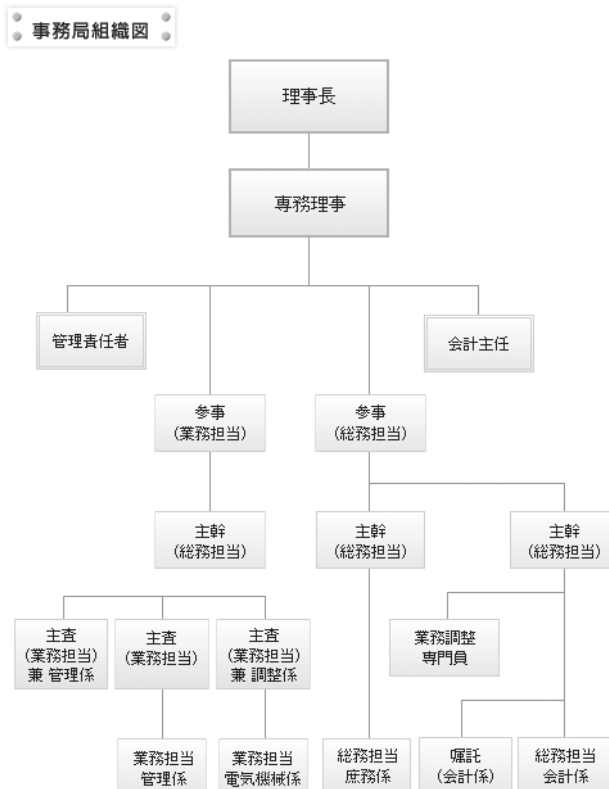 事務局組織図
理事長
専務理事
管理責任者
会計主任
参事
(業務担当)
参事
(総務担当)
主幹
(総務担当)
主幹
(総務担当)
主幹
(総務担当)
主査
(業務担当)
兼 管理係
主査
(業務担当)
主査
(業務担当)
兼 調整係
業務調整
専門員
業務担当
管理係
業務担当
電気機械係
総務担当
庶務係
嘱託
(会計係)
総務担当
会計係